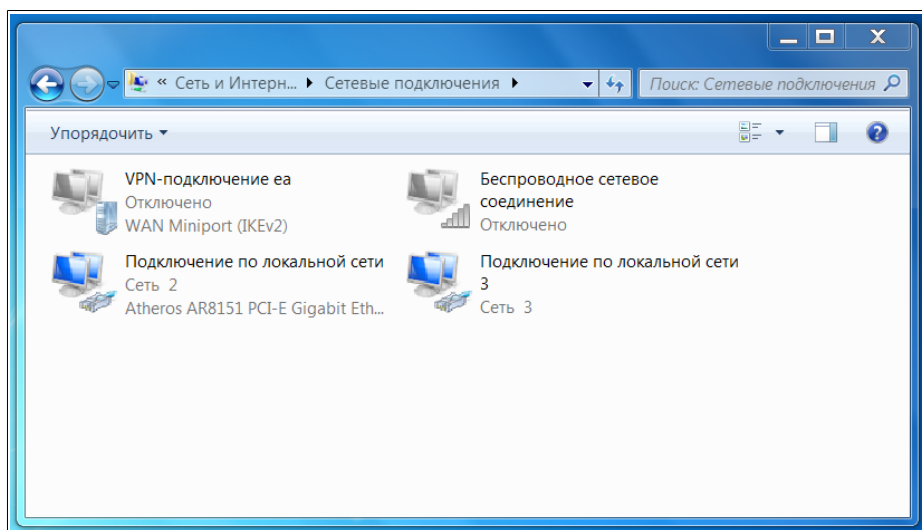 « Сеть и Интерн... Сетевые подключения
Поиск: Сетевые подключения
Упорядочить
VPN-подключение еа
Отключено
WAN Miniport (IKEv2)
Беспроводное сетевое
соединение
Отключено
Подключение по локальной сети
Сеть 2
Atheros AR8151 PCI-E Gigabit Eth...
Подключение по локальной сети
3
Сеть 3